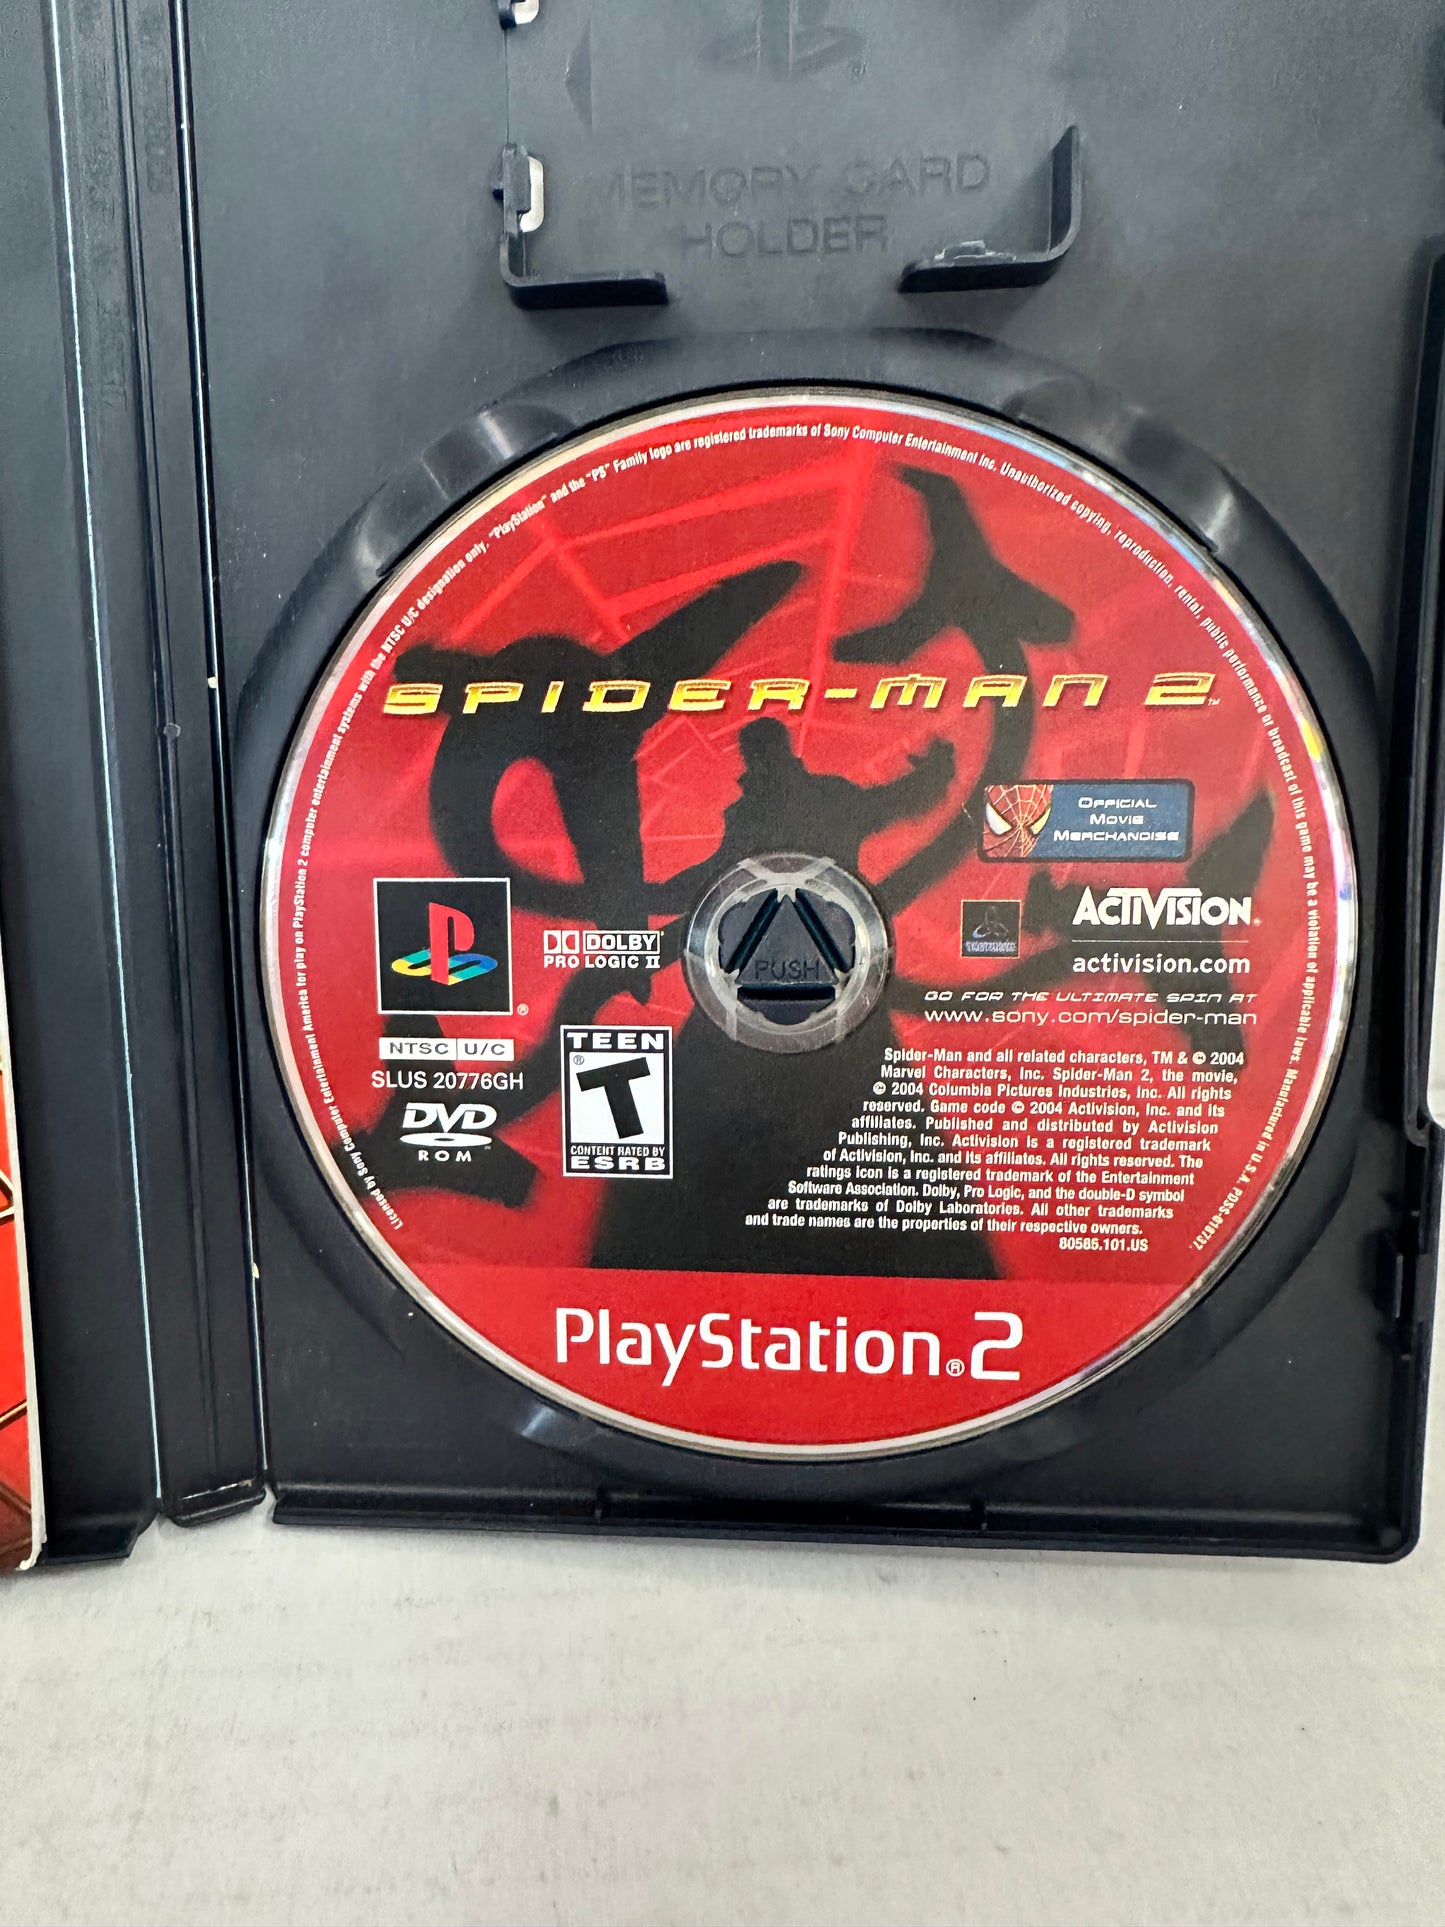 MEMORY CARD
HOLDER
Licensed by Sony Computer Entertainment America for play on PlayStation 2 computer entertainment systems with the NTSC U/C designation only. "PlayStation" and the "PS" Family logo are registered trademarks of Sony Computer Entertainment Inc. Unauthorized copying, reproduction, rental, public performance or broadcast of this game may be a violation of applicable laws. Manufactured in U.S.A. PDSS-018737.
SPIDER-MAN 2™
OFFICIAL
MOVIE
MERCHANDISE
ACTIVISION®
activision.com
GO FOR THE ULTIMATE SPIN AT
www.sony.com/spider-man
®
DOLBY®
PRO LOGIC II
PUSH
NTSC U/C
SLUS 20776GH
DVD™
ROM
TEEN
®
T
CONTENT RATED BY
ESRB
Spider-Man and all related characters, TM & © 2004
Marvel Characters, Inc. Spider-Man 2, the movie,
© 2004 Columbia Pictures Industries, Inc. All rights
reserved. Game code © 2004 Activision, Inc. and its
affiliates. Published and distributed by Activision
Publishing, Inc. Activision is a registered trademark
of Activision, Inc. and its affiliates. All rights reserved. The
ratings icon is a registered trademark of the Entertainment
Software Association. Dolby, Pro Logic, and the double-D symbol
are trademarks of Dolby Laboratories. All other trademarks
and trade names are the properties of their respective owners.
80585.101.US
PlayStation®2